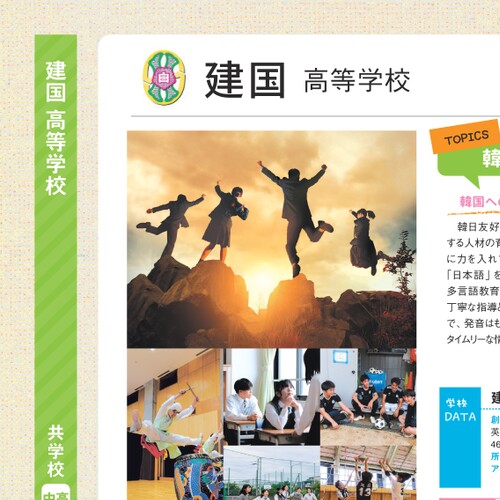 建国 高等学校
共学校
中高
建国 高等学校
TOPICS
韓
韓国へ
韓日友好
する人材の育
に力を入れ
「日本語」を
多言語教育
丁寧な指導と
で、発音はも
タイムリーな情
学校
DATA
建
創
英
46
所
ア